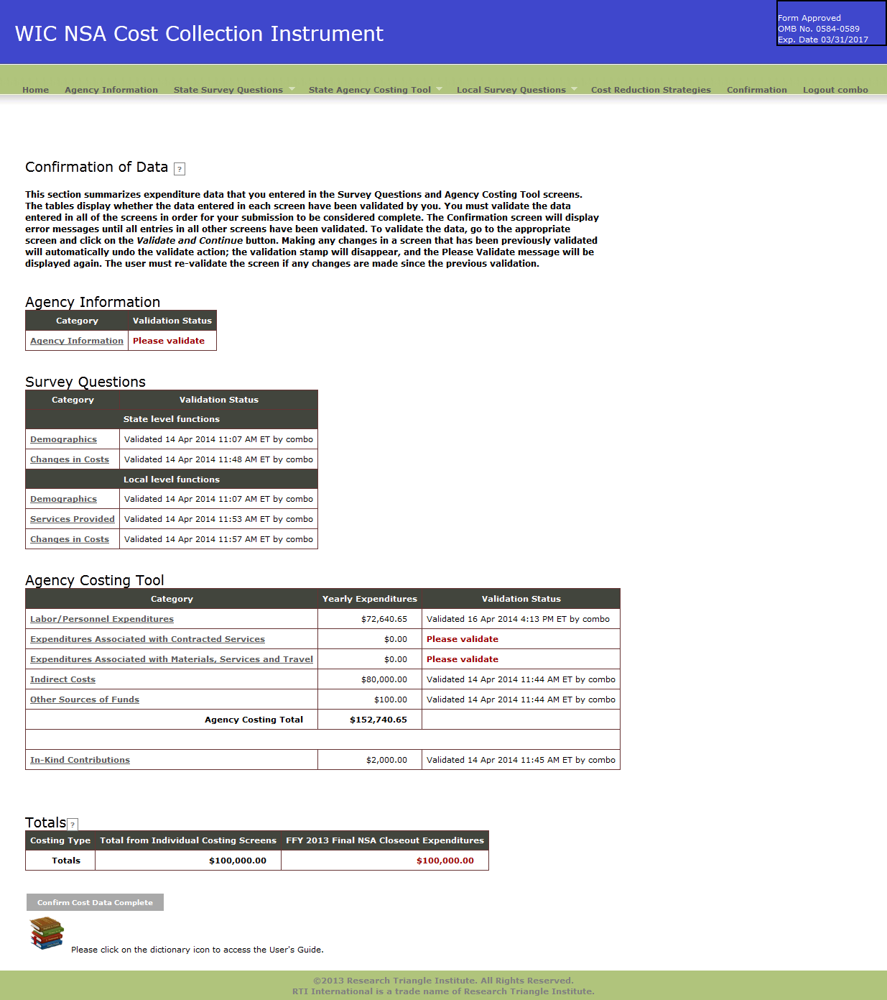 WIC NSA Cost Collection Instrument
Form Approved
OMB No. 0584-0589
Exp. Date 03/31/2017
Home Agency Information State Survey Questions State Agency Costing Tool Local Survey Questions Cost Reduction Strategies Confirmation Logout combo
Confirmation of Data ?
This section summarizes expenditure data that you entered in the Survey Questions and Agency Costing Tool screens.
The tables display whether the data entered in each screen have been validated by you. You must validate the data
entered in all of the screens in order for your submission to be considered complete. The Confirmation screen will display
error messages until all entries in all other screens have been validated. To validate the data, go to the appropriate
screen and click on the Validate and Continue button. Making any changes in a screen that has been previously validated
will automatically undo the validate action; the validation stamp will disappear, and the Please Validate message will be
displayed again. The user must re-validate the screen if any changes are made since the previous validation.
Agency Information
Category Validation Status
Agency Information Please validate
Survey Questions
Category Validation Status
State level functions
Demographics Validated 14 Apr 2014 11:07 AM ET by combo
Changes in Costs Validated 14 Apr 2014 11:48 AM ET by combo
Local level functions
Demographics Validated 14 Apr 2014 11:07 AM ET by combo
Services Provided Validated 14 Apr 2014 11:53 AM ET by combo
Changes in Costs Validated 14 Apr 2014 11:57 AM ET by combo
Agency Costing Tool
Category Yearly Expenditures Validation Status
Labor/Personnel Expenditures $72,640.65 Validated 16 Apr 2014 4:13 PM ET by combo
Expenditures Associated with Contracted Services $0.00 Please validate
Expenditures Associated with Materials, Services and Travel $0.00 Please validate
Indirect Costs $80,000.00 Validated 14 Apr 2014 11:44 AM ET by combo
Other Sources of Funds $100.00 Validated 14 Apr 2014 11:44 AM ET by combo
Agency Costing Total $152,740.65
In-Kind Contributions $2,000.00 Validated 14 Apr 2014 11:45 AM ET by combo
Totals ?
Costing Type Total from Individual Costing Screens FFY 2013 Final NSA Closeout Expenditures
Totals $100,000.00 $100,000.00
Confirm Cost Data Complete
Please click on the dictionary icon to access the User's Guide.
©2013 Research Triangle Institute. All Rights Reserved.
RTI International is a trade name of Research Triangle Institute.